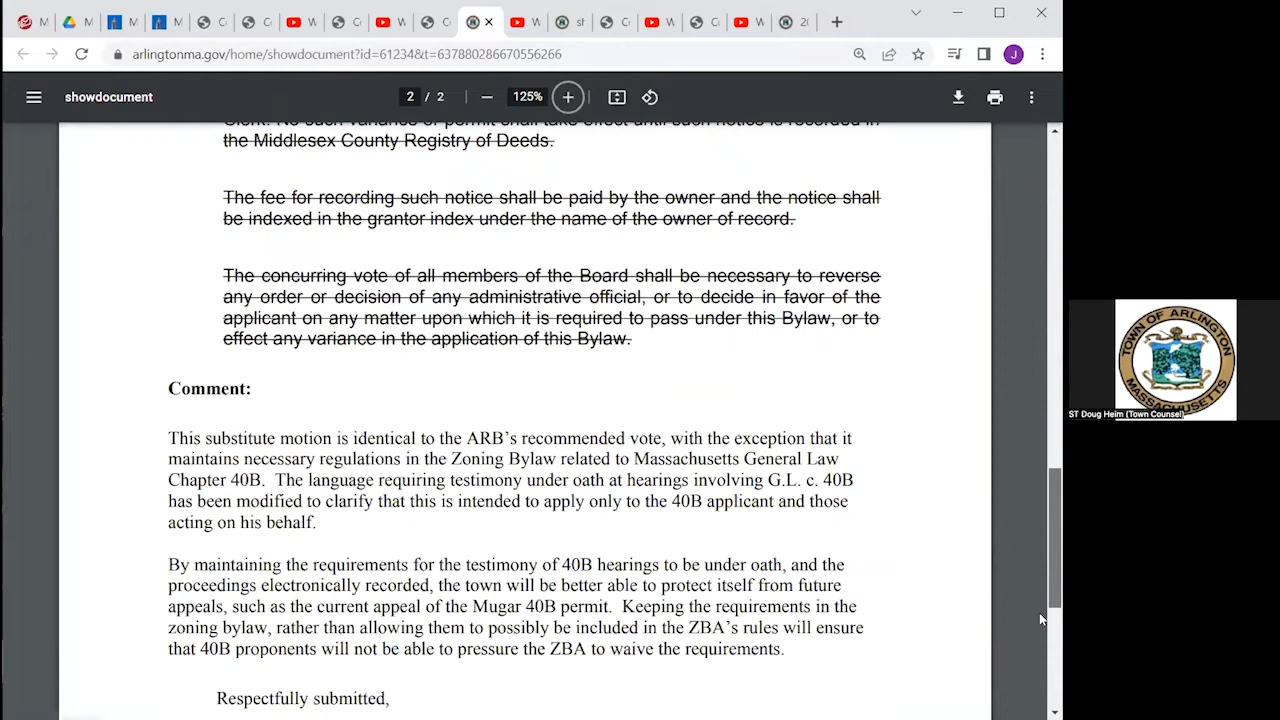 M
M
M
M
C
C
W
C
W
C
W
sh
C
W
C
W
20
arlingtonma.gov/home/showdocument?id=61234&t=637880286670556266
J
showdocument
2 / 2
125%
the Middlesex County Registry of Deeds.
The fee for recording such notice shall be paid by the owner and the notice shall
be indexed in the grantor index under the name of the owner of record.
The concurring vote of all members of the Board shall be necessary to reverse
any order or decision of any administrative official, or to decide in favor of the
applicant on any matter upon which it is required to pass under this Bylaw, or to
effect any variance in the application of this Bylaw.
Comment:
This substitute motion is identical to the ARB's recommended vote, with the exception that it
maintains necessary regulations in the Zoning Bylaw related to Massachusetts General Law
Chapter 40B. The language requiring testimony under oath at hearings involving G.L. c. 40B
has been modified to clarify that this is intended to apply only to the 40B applicant and those
acting on his behalf.
By maintaining the requirements for the testimony of 40B hearings to be under oath, and the
proceedings electronically recorded, the town will be better able to protect itself from future
appeals, such as the current appeal of the Mugar 40B permit. Keeping the requirements in the
zoning bylaw, rather than allowing them to possibly be included in the ZBA's rules will ensure
that 40B proponents will not be able to pressure the ZBA to waive the requirements.
Respectfully submitted,
TOWN OF ARLINGTON
MASSACHUSETTS
ST Doug Heim (Town Counsel)